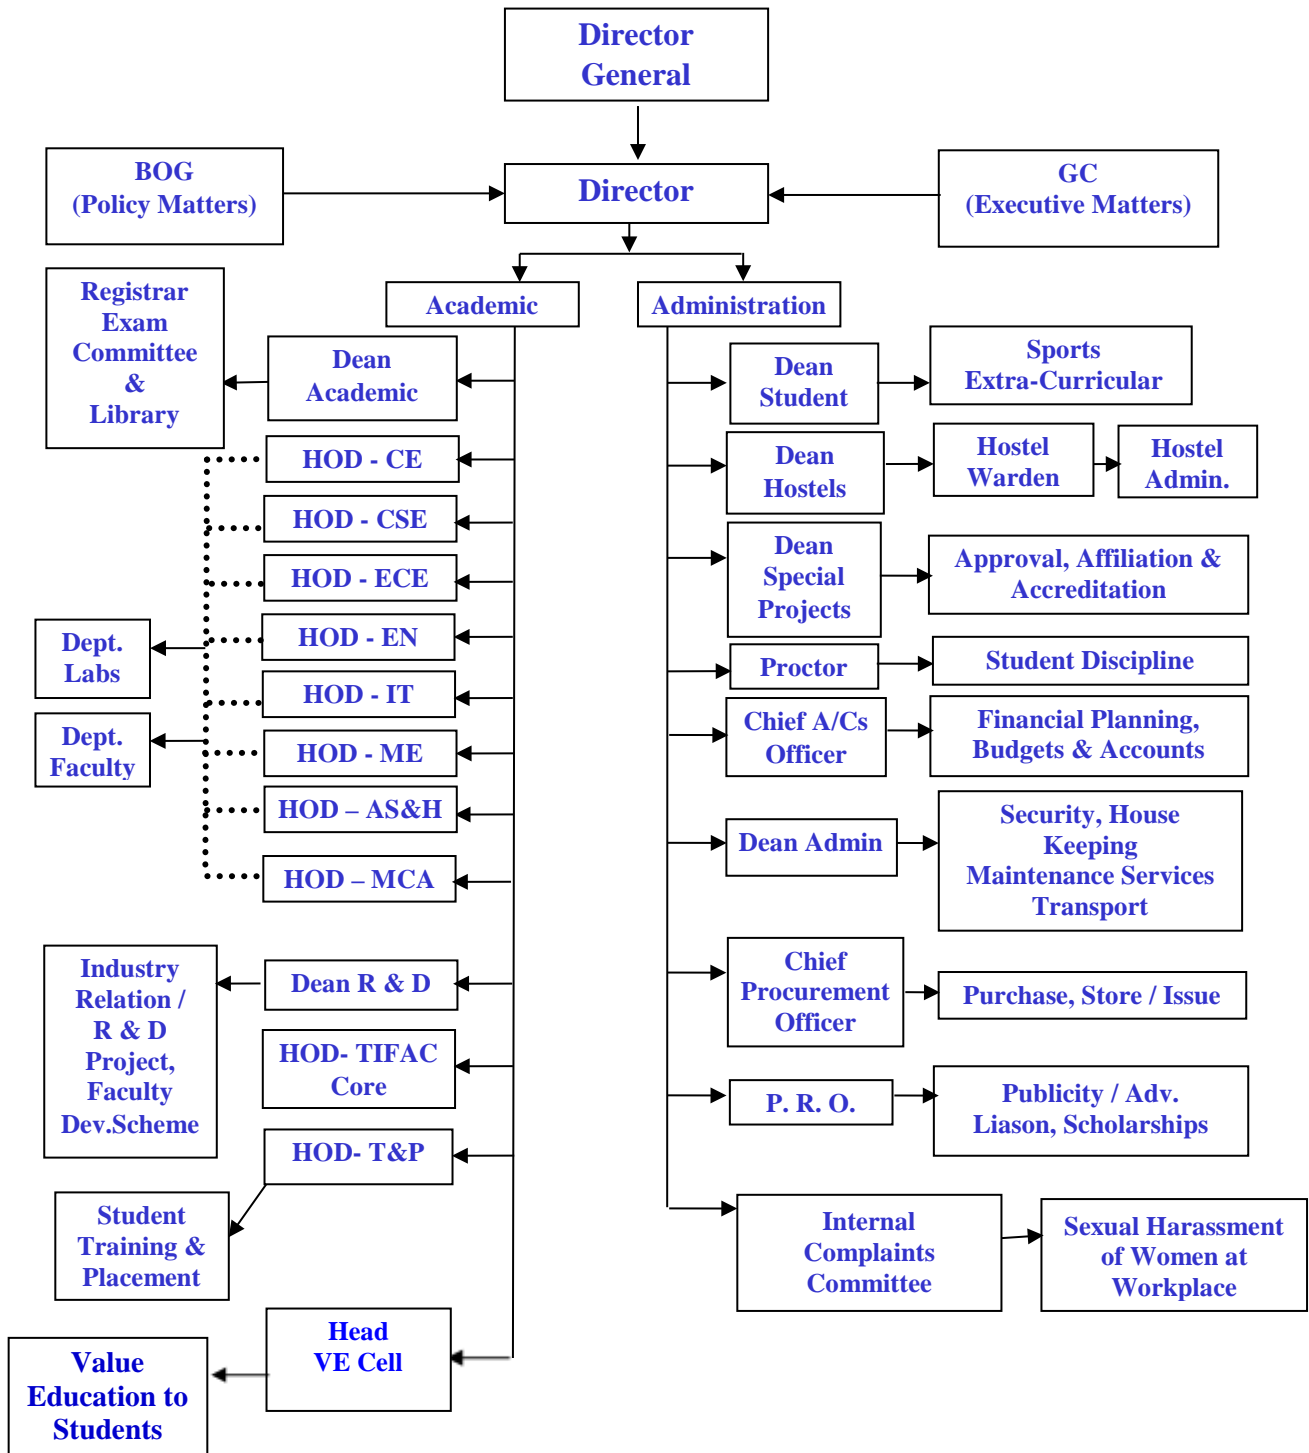 Director
General
BOG
(Policy Matters)
Director
GC
(Executive Matters)
Registrar
Exam
Committee
&
Library
Academic
Administration
Dean
Academic
Dean
Student
Sports
Extra-Curricular
HOD - CE
Dean
Hostels
Hostel
Warden
Hostel
Admin.
HOD - CSE
HOD - ECE
Dean
Special
Projects
Approval, Affiliation &
Accreditation
Dept.
Labs
HOD - EN
Proctor
Student Discipline
HOD - IT
Dept.
Faculty
HOD - ME
Chief A/Cs
Officer
Financial Planning,
Budgets & Accounts
HOD – AS&H
Dean Admin
Security, House
Keeping
Maintenance Services
Transport
HOD – MCA
Industry
Relation /
R & D
Project,
Faculty
Dev.Scheme
Dean R & D
Chief
Procurement
Officer
Purchase, Store / Issue
HOD- TIFAC
Core
P. R. O.
Publicity / Adv.
Liason, Scholarships
HOD- T&P
Student
Training &
Placement
Internal
Complaints
Committee
Sexual Harassment
of Women at
Workplace
Head
VE Cell
Value
Education to
Students